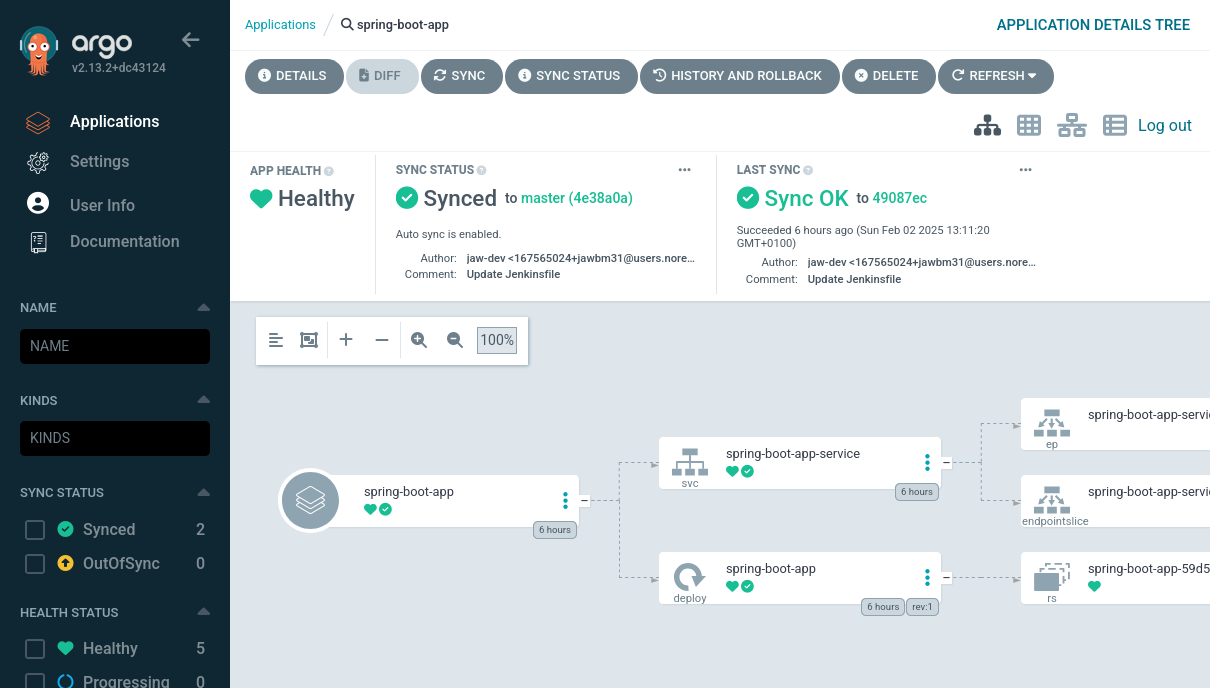 Applications
spring-boot-app
APPLICATION DETAILS TREE
argo
v2.13.2+dc43124
DETAILS
DIFF
SYNC
SYNC STATUS
HISTORY AND ROLLBACK
DELETE
REFRESH
Log out
Applications
Settings
User Info
Documentation
APP HEALTH
Healthy
SYNC STATUS
Synced to master (4e38a0a)
Auto sync is enabled.
Author: jaw-dev <167565024+jawbm31@users.nore...
Comment: Update Jenkinsfile
LAST SYNC
Sync OK to 49087ec
Succeeded 6 hours ago (Sun Feb 02 2025 13:11:20
GMT+0100)
Author: jaw-dev <167565024+jawbm31@users.nore...
Comment: Update Jenkinsfile
NAME
NAME
KINDS
KINDS
SYNC STATUS
Synced 2
OutOfSync 0
HEALTH STATUS
Healthy 5
Progressing 0
100%
spring-boot-app
6 hours
spring-boot-app-service
svc
6 hours
spring-boot-app
deploy
6 hours
rev:1
spring-boot-app-servi
ep
spring-boot-app-servi
endpointslice
spring-boot-app-59d5
rs